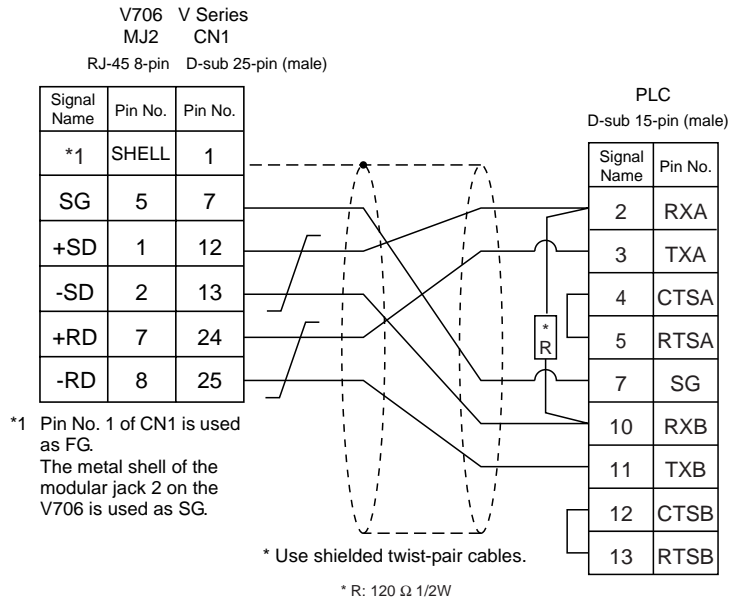 V706 V Series
MJ2 CN1
RJ-45 8-pin D-sub 25-pin (male)
Signal Name Pin No. Pin No.
*1 SHELL 1
SG 5 7
+SD 1 12
-SD 2 13
+RD 7 24
-RD 8 25
*1 Pin No. 1 of CN1 is used
as FG.
The metal shell of the
modular jack 2 on the
V706 is used as SG.
PLC
D-sub 15-pin (male)
Signal Name Pin No.
2 RXA
3 TXA
4 CTSA
5 RTSA
7 SG
10 RXB
11 TXB
12 CTSB
13 RTSB
*
R
* Use shielded twist-pair cables.
* R: 120 Ω 1/2W